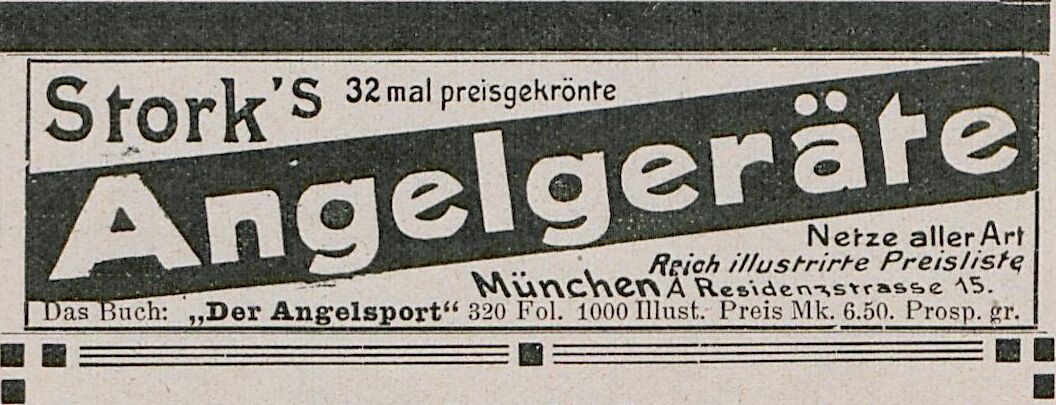 Stork's 32 mal preisgekrönte
Angelgeräte
Netze aller Art
Reich illustrirte Preisliste
München A Residenzstrasse 15.
Das Buch: „Der Angelsport“ 320 Fol. 1000 Illust. Preis Mk. 6.50. Prosp. gr.